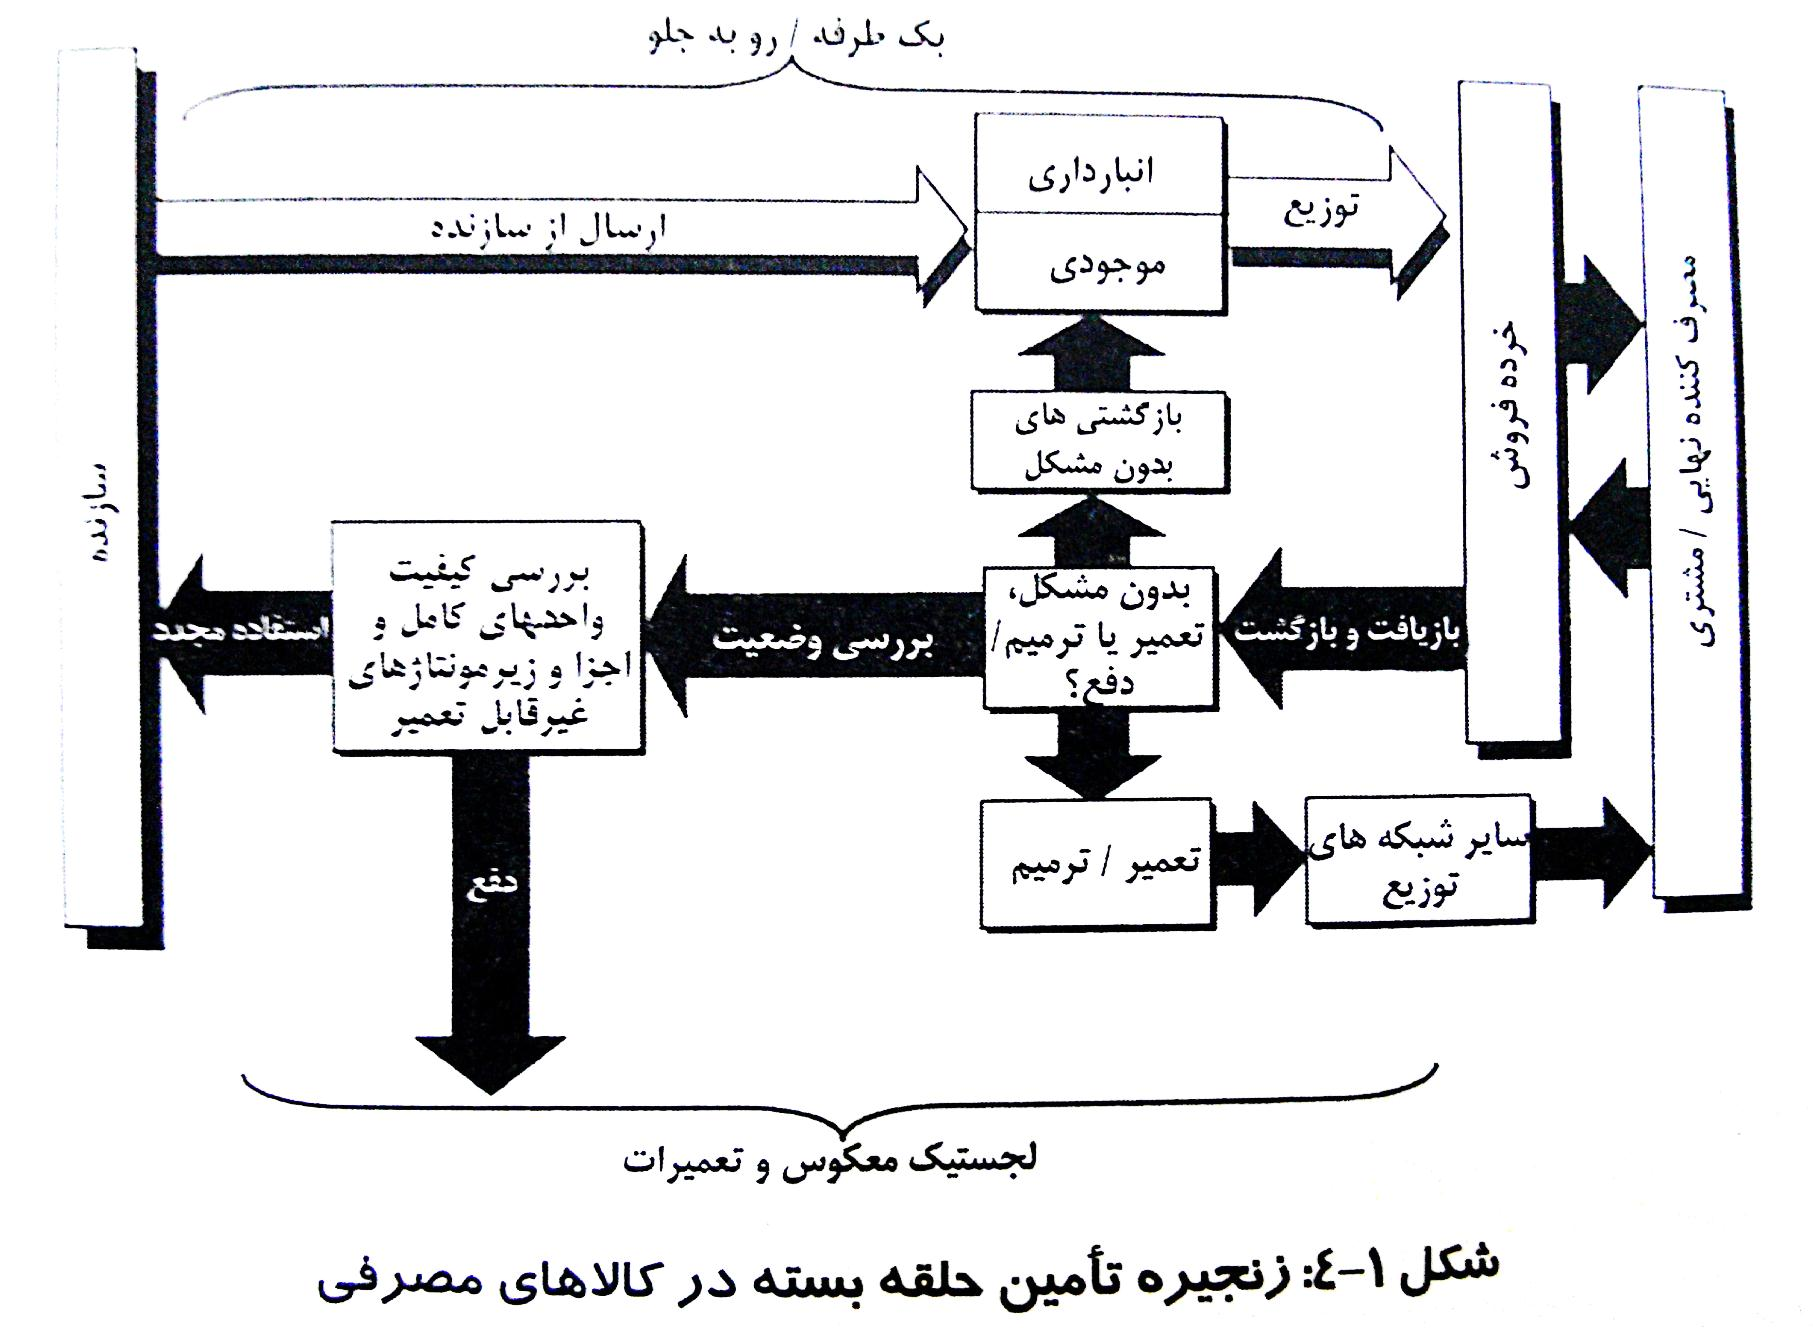 یک طرفه / رو به جلو
انبارداری
موجودی
توزیع
ارسال از سازنده
خرده فروش
مصرف کننده نهایی / مشتری
سازنده
بازگشتی های
بدون مشکل
بدون مشکل،
تعمیر یا ترمیم/
دفع؟
بازیافت و بازگشت
بررسی وضعیت
بررسی کیفیت
واحدهای کامل و
اجزا و زیرمونتاژهای
غیرقابل تعمیر
استفاده مجدد
تعمیر / ترمیم
سایر شبکه های
توزیع
دفع
لجستیک معکوس و تعمیرات
شکل ۱-٤: زنجیره تأمین حلقه بسته در کالاهای مصرفی